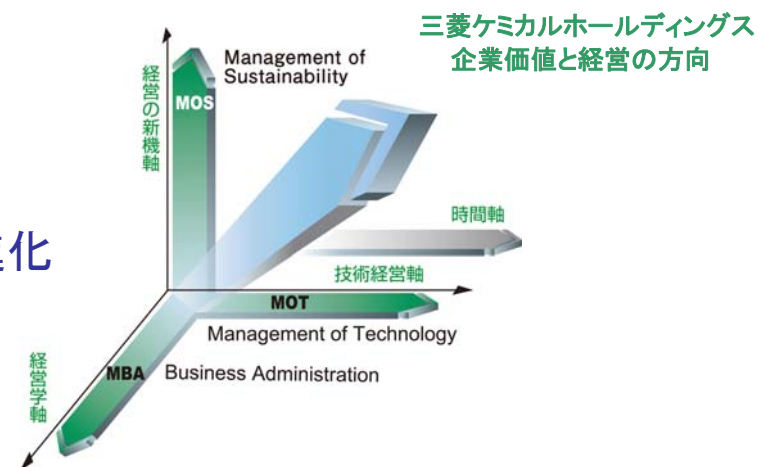 三菱ケミカルホールディングス
企業価値と経営の方向
Management of
Sustainability
経営の新機軸
MOS
時間軸
化
技術経営軸
MOT
Management of Technology
経営学軸
MBA
Business Administration